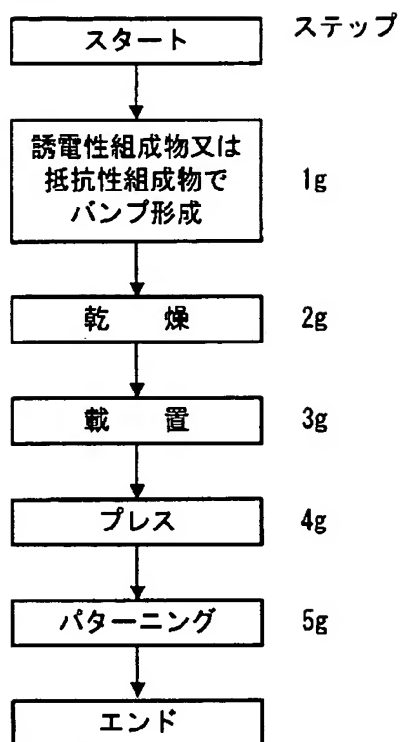 ステップ
スタート
誘電性組成物又は
抵抗性組成物で
バンプ形成
1g
乾 燥
2g
載 置
3g
プレス
4g
パターニング
5g
エンド